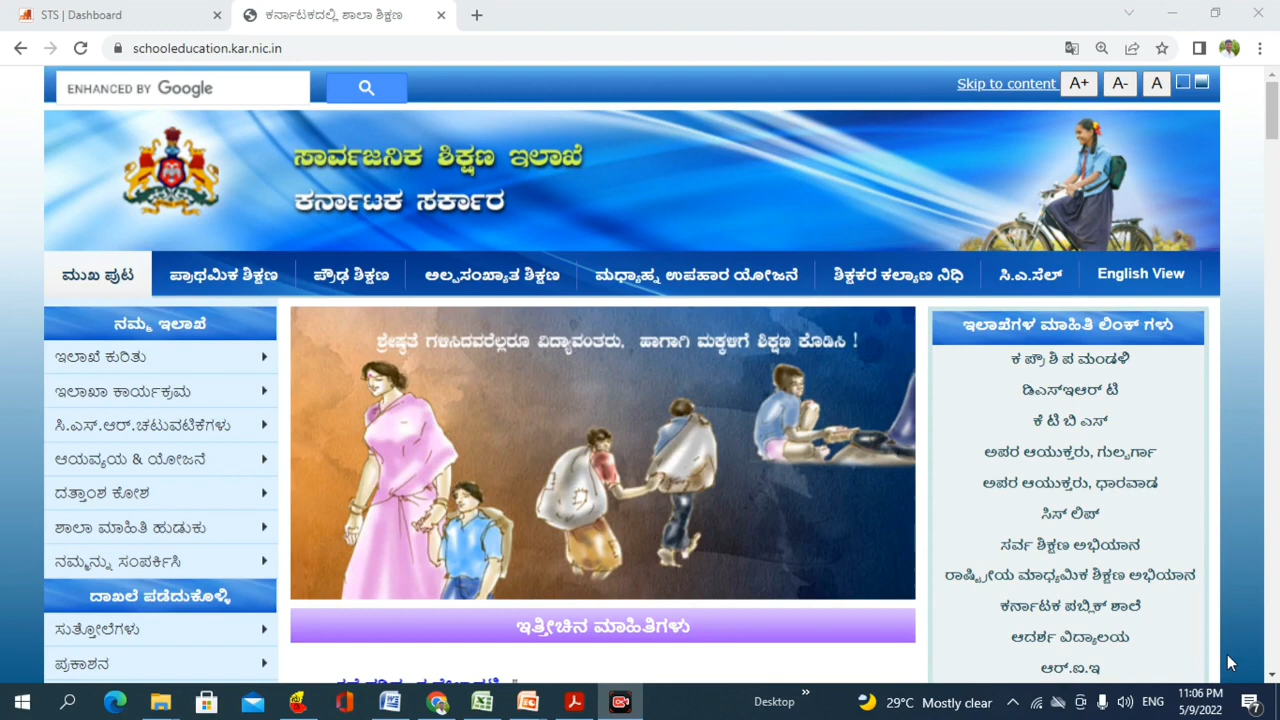 STS | Dashboard
ಕರ್ನಾಟಕದಲ್ಲಿ ಶಾಲಾ ಶಿಕ್ಷಣ
schooleducation.kar.nic.in
ENHANCED BY Google
Skip to content A+ A- A
ಸಾರ್ವಜನಿಕ ಶಿಕ್ಷಣ ಇಲಾಖೆ
ಕರ್ನಾಟಕ ಸರ್ಕಾರ
ಮುಖ ಪುಟ ಪ್ರಾಥಮಿಕ ಶಿಕ್ಷಣ ಪ್ರೌಢ ಶಿಕ್ಷಣ ಅಲ್ಪಸಂಖ್ಯಾತ ಶಿಕ್ಷಣ ಮಧ್ಯಾಹ್ನ ಉಪಹಾರ ಯೋಜನೆ ಶಿಕ್ಷಕರ ಕಲ್ಯಾಣ ನಿಧಿ ಸಿ.ಎ.ಸೆಲ್ English View
ನಮ್ಮ ಇಲಾಖೆ
ಇಲಾಖೆ ಕುರಿತು
ಇಲಾಖಾ ಕಾರ್ಯಕ್ರಮ
ಸಿ.ಎಸ್.ಆರ್.ಚಟುವಟಿಕೆಗಳು
ಆಯವ್ಯಯ & ಯೋಜನೆ
ದತ್ತಾಂಶ ಕೋಶ
ಶಾಲಾ ಮಾಹಿತಿ ಹುಡುಕು
ನಮ್ಮನ್ನು ಸಂಪರ್ಕಿಸಿ
ದಾಖಲೆ ಪಡೆದುಕೊಳ್ಳಿ
ಸುತ್ತೋಲೆಗಳು
ಪ್ರಕಾಶನ
ಶ್ರೇಷ್ಠತೆ ಗಳಿಸಿದವರೆಲ್ಲರೂ ವಿದ್ಯಾವಂತರು, ಹಾಗಾಗಿ ಮಕ್ಕಳಿಗೆ ಶಿಕ್ಷಣ ಕೊಡಿಸಿ !
ಇತ್ತೀಚಿನ ಮಾಹಿತಿಗಳು
ಇಲಾಖೆಗಳ ಮಾಹಿತಿ ಲಿಂಕ್ ಗಳು
ಕ ಪ್ರೌ ಶಿ ಪ ಮಂಡಳಿ
ಡಿಎಸ್ಇಆರ್ ಟಿ
ಕೆ ಟಿ ಬಿ ಎಸ್
ಅಪರ ಆಯುಕ್ತರು, ಗುಲ್ಬರ್ಗಾ
ಅಪರ ಆಯುಕ್ತರು, ಧಾರವಾಡ
ಸಿಸ್ ಲಿಪ್
ಸರ್ವ ಶಿಕ್ಷಣ ಅಭಿಯಾನ
ರಾಷ್ಟ್ರೀಯ ಮಾಧ್ಯಮಿಕ ಶಿಕ್ಷಣ ಅಭಿಯಾನ
ಕರ್ನಾಟಕ ಪಬ್ಲಿಕ್ ಶಾಲೆ
ಆದರ್ಶ ವಿದ್ಯಾಲಯ
ಆರ್.ಐ.ಇ
Desktop
29°C Mostly clear
ENG
11:06 PM
5/9/2022
7